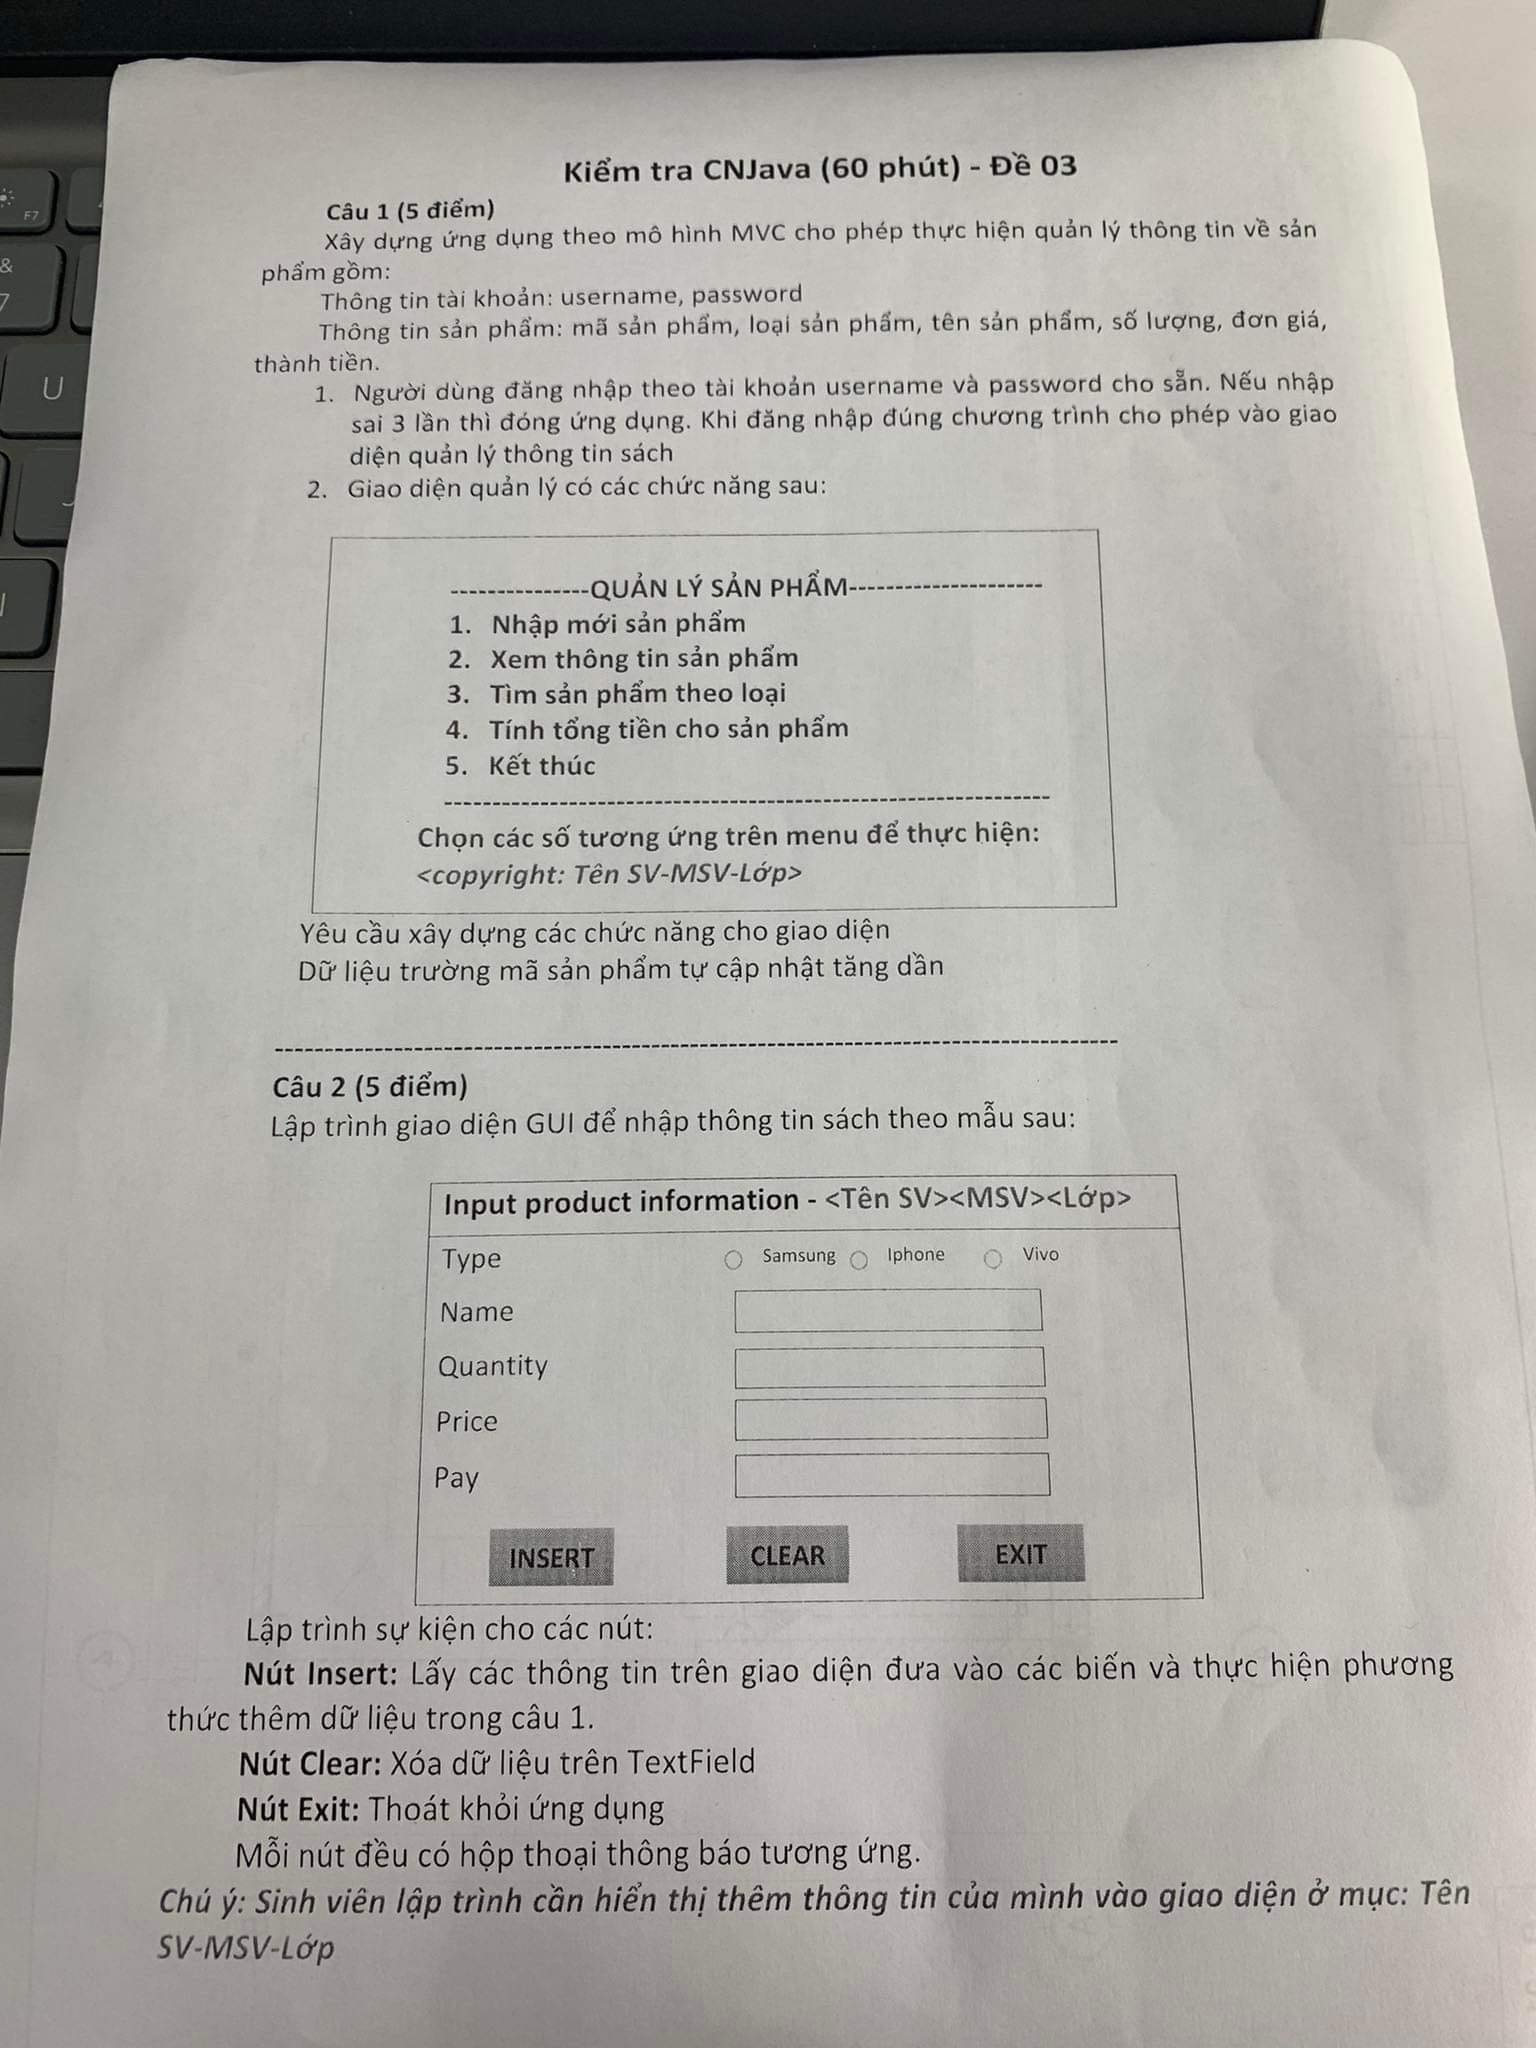 Kiểm tra CNJava (60 phút) - Đề 03
Câu 1 (5 điểm)
Xây dựng ứng dụng theo mô hình MVC cho phép thực hiện quản lý thông tin về sản
phẩm gồm:
Thông tin tài khoản: username, password
Thông tin sản phẩm: mã sản phẩm, loại sản phẩm, tên sản phẩm, số lượng, đơn giá,
thành tiền.
1. Người dùng đăng nhập theo tài khoản username và password cho sẵn. Nếu nhập
sai 3 lần thì đóng ứng dụng. Khi đăng nhập đúng chương trình cho phép vào giao
diện quản lý thông tin sách
2. Giao diện quản lý có các chức năng sau:
---------------QUẢN LÝ SẢN PHẨM---------------------
1. Nhập mới sản phẩm
2. Xem thông tin sản phẩm
3. Tìm sản phẩm theo loại
4. Tính tổng tiền cho sản phẩm
5. Kết thúc
Chọn các số tương ứng trên menu để thực hiện:
<copyright: Tên SV-MSV-Lớp>
Yêu cầu xây dựng các chức năng cho giao diện
Dữ liệu trường mã sản phẩm tự cập nhật tăng dần
Câu 2 (5 điểm)
Lập trình giao diện GUI để nhập thông tin sách theo mẫu sau:
Input product information - <Tên SV><MSV><Lớp>
Type Samsung Iphone Vivo
Name
Quantity
Price
Pay
INSERT CLEAR EXIT
Lập trình sự kiện cho các nút:
Nút Insert: Lấy các thông tin trên giao diện đưa vào các biến và thực hiện phương
thức thêm dữ liệu trong câu 1.
Nút Clear: Xóa dữ liệu trên TextField
Nút Exit: Thoát khỏi ứng dụng
Mỗi nút đều có hộp thoại thông báo tương ứng.
Chú ý: Sinh viên lập trình cần hiển thị thêm thông tin của mình vào giao diện ở mục: Tên
SV-MSV-Lớp
F7
&
7
U